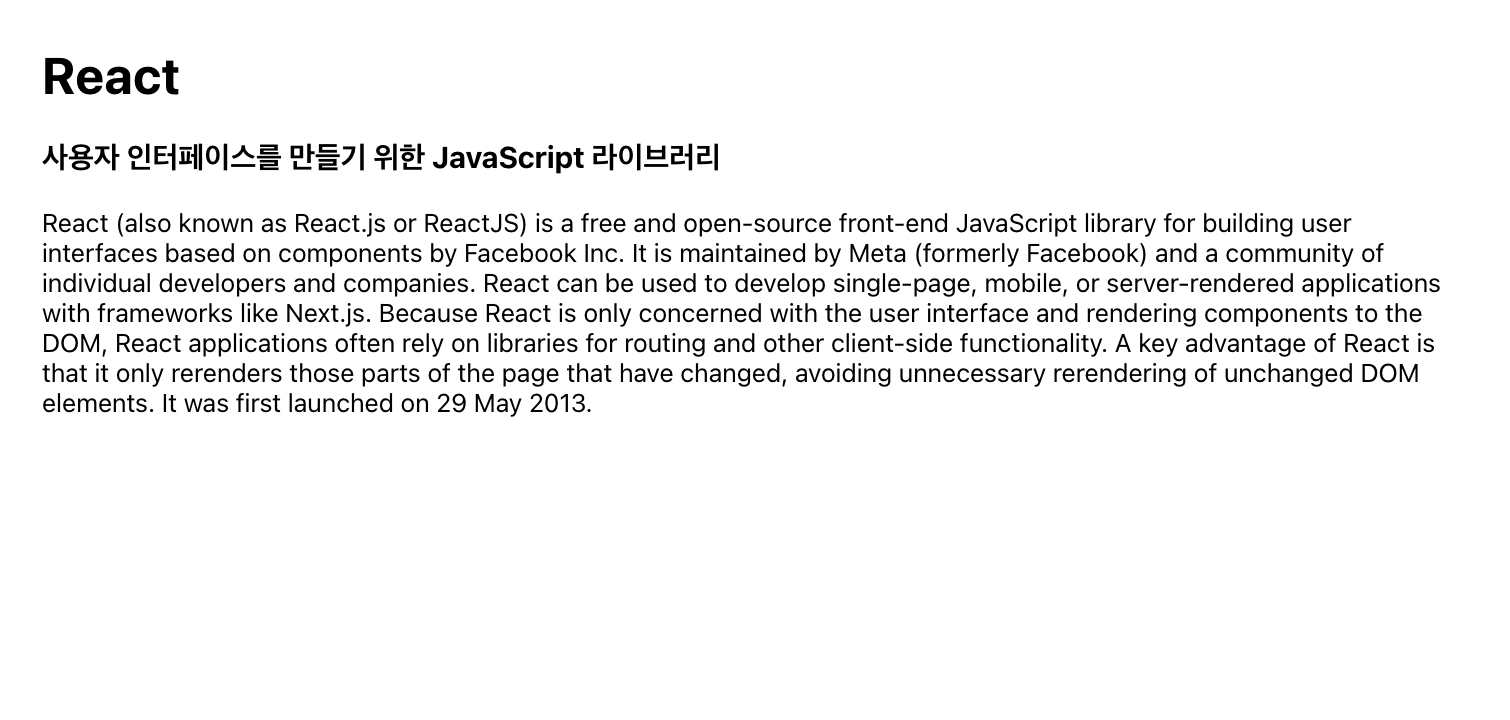 React
사용자 인터페이스를 만들기 위한 JavaScript 라이브러리
React (also known as React.js or ReactJS) is a free and open-source front-end JavaScript library for building user
interfaces based on components by Facebook Inc. It is maintained by Meta (formerly Facebook) and a community of
individual developers and companies. React can be used to develop single-page, mobile, or server-rendered applications
with frameworks like Next.js. Because React is only concerned with the user interface and rendering components to the
DOM, React applications often rely on libraries for routing and other client-side functionality. A key advantage of React is
that it only rerenders those parts of the page that have changed, avoiding unnecessary rerendering of unchanged DOM
elements. It was first launched on 29 May 2013.